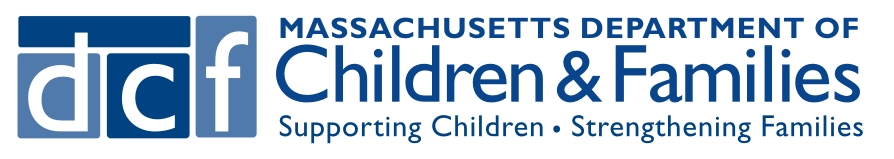 dcf
MASSACHUSETTS DEPARTMENT OF
Children & Families
Supporting Children • Strengthening Families